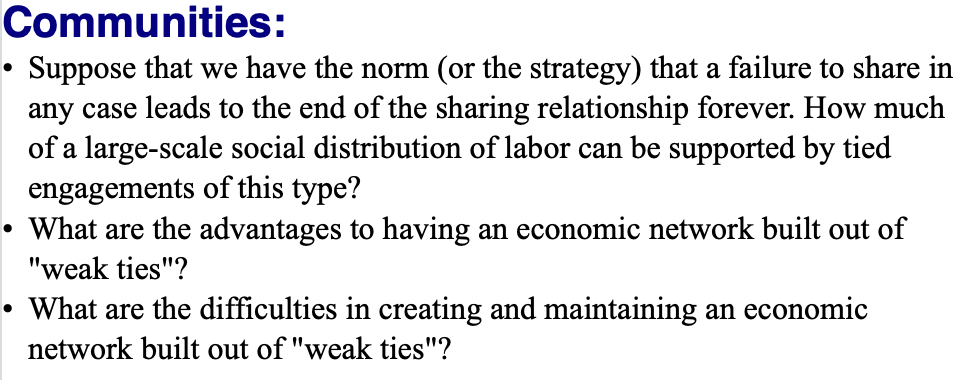 Communities:
• Suppose that we have the norm (or the strategy) that a failure to share in
any case leads to the end of the sharing relationship forever. How much
of a large-scale social distribution of labor can be supported by tied
engagements of this type?
• What are the advantages to having an economic network built out of
"weak ties"?
• What are the difficulties in creating and maintaining an economic
network built out of "weak ties"?